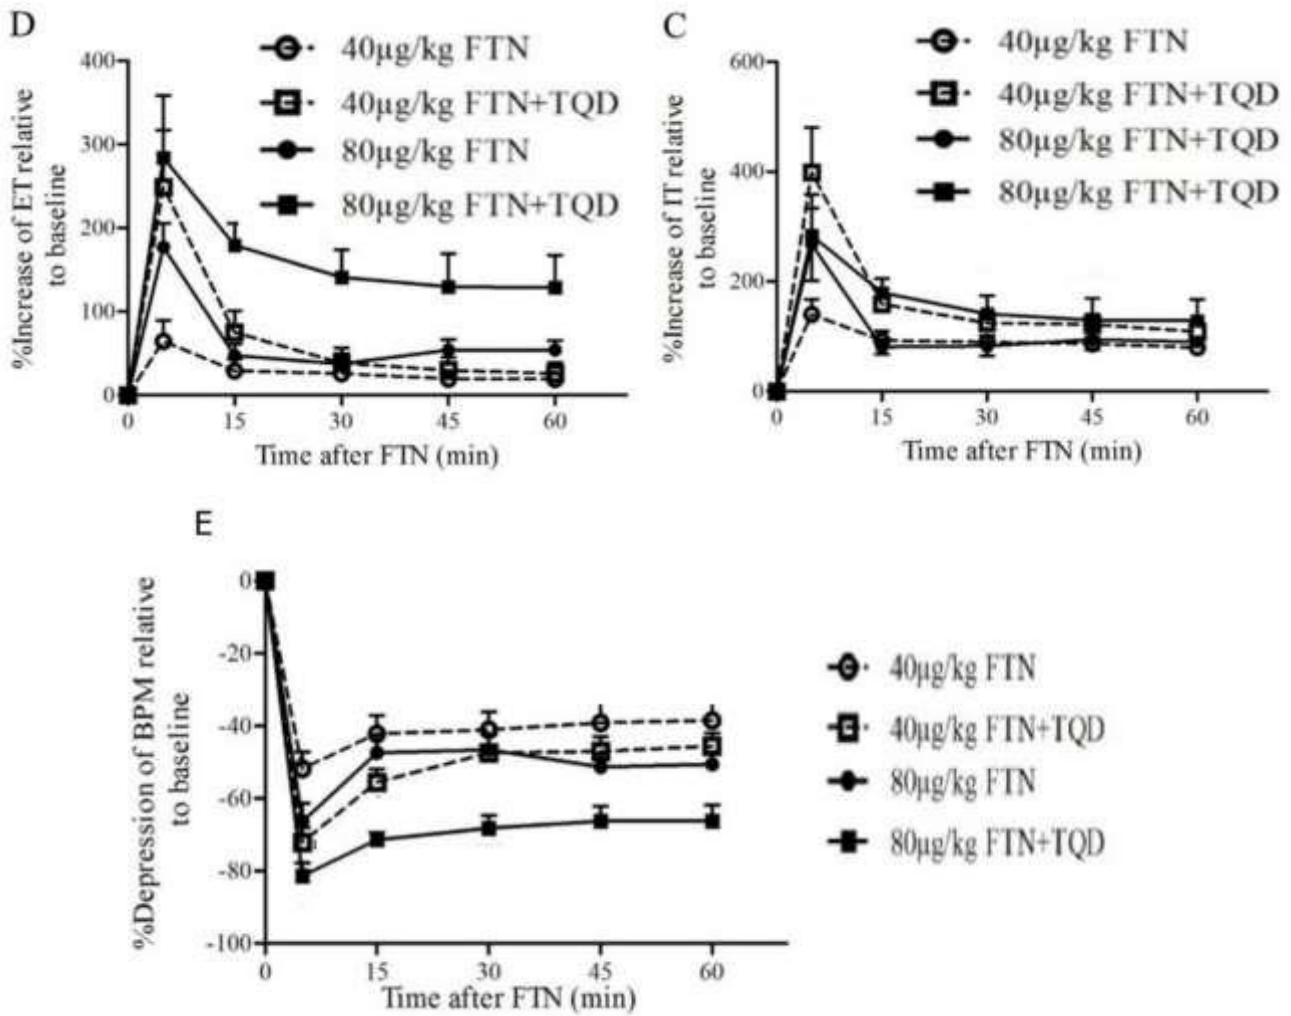 D
400
300
200
100
0
%Increase of ET relative
to baseline
40µg/kg FTN
40µg/kg FTN+TQD
80µg/kg FTN
80µg/kg FTN+TQD
0 15 30 45 60
Time after FTN (min)
C
600
400
200
0
%Increase of IT relative
to baseline
40µg/kg FTN
40µg/kg FTN+TQD
80µg/kg FTN+TQD
80µg/kg FTN+TQD
0 15 30 45 60
Time after FTN (min)
E
0
-20
-40
-60
-80
-100
%Depression of BPM relative
to baseline
40µg/kg FTN
40µg/kg FTN+TQD
80µg/kg FTN
80µg/kg FTN+TQD
0 15 30 45 60
Time after FTN (min)